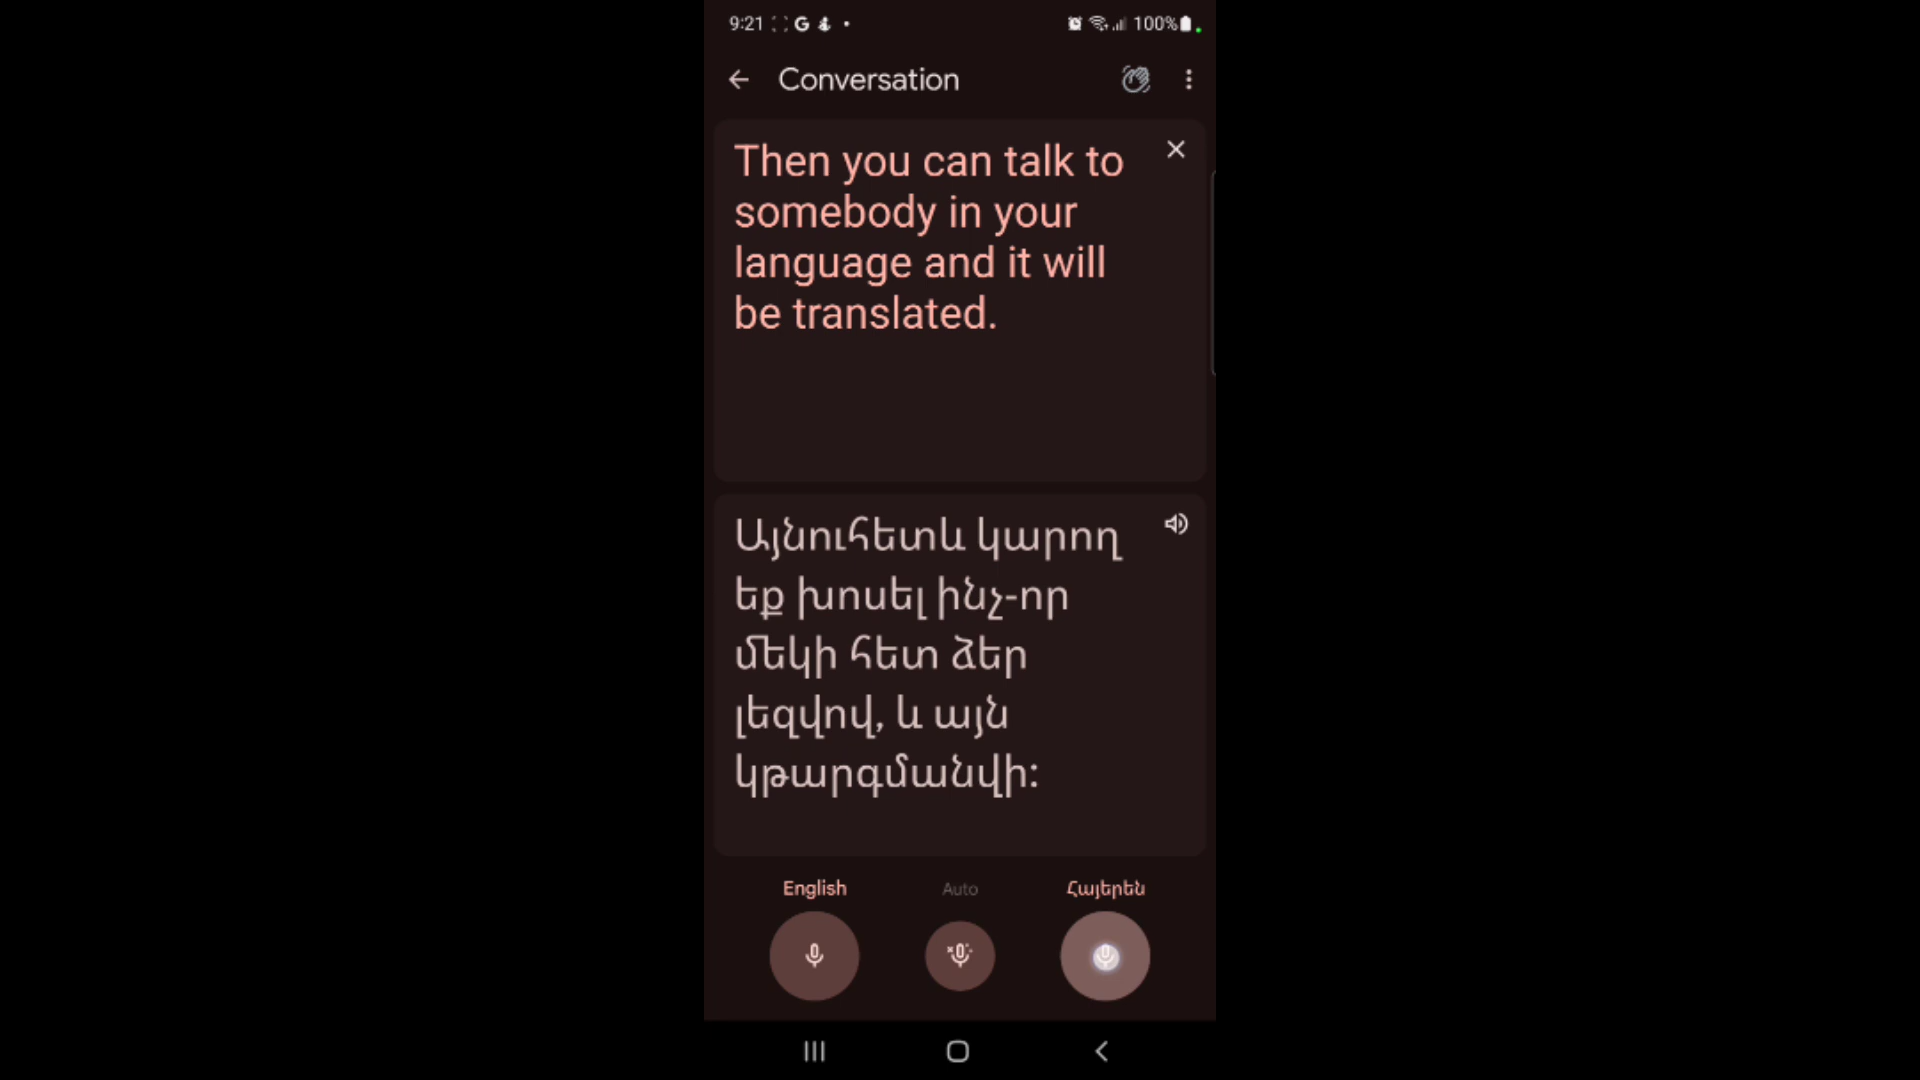 9:21 G 100%
Conversation
Then you can talk to
somebody in your
language and it will
be translated.
Այնուհետև կարող
եք խոսել ինչ-որ
մեկի հետ ձեր
լեզվով, և այն
կթարգմանվի:
English Auto Հայերեն